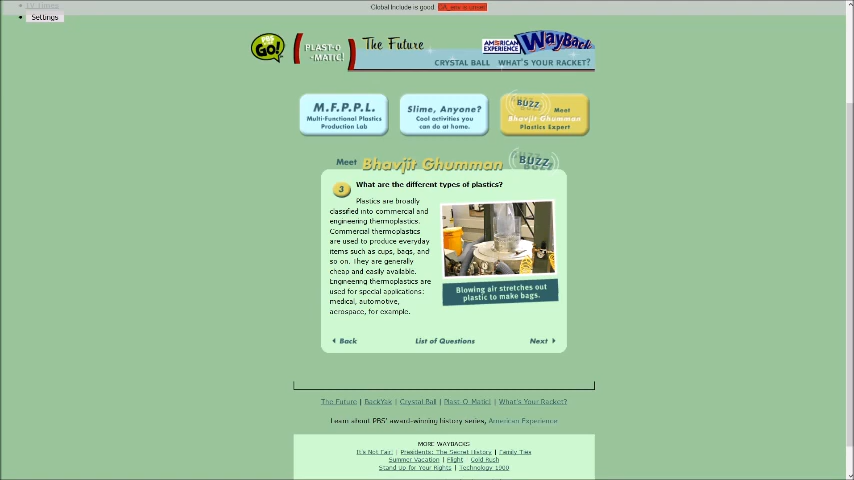 Global Include is good:
Settings
PBS
GO!
PLAST-O
-MATIC!
The Future
AMERICAN
EXPERIENCE
WayBack
CRYSTAL BALL WHAT'S YOUR RACKET?
M.F.P.P.L.
Multi-Functional Plastics
Production Lab
Slime, Anyone?
Cool activities you
can do at home.
BUZZ Meet
Bhavjit Ghumman
Plastics Expert
Meet Bhavjit Ghumman BUZZ
3 What are the different types of plastics?
Plastics are broadly
classified into commercial and
engineering thermoplastics.
Commercial thermoplastics
are used to produce everyday
items such as cups, bags, and
so on. They are generally
cheap and easily available.
Engineering thermoplastics are
used for special applications:
medical, automotive,
aerospace, for example.
Blowing air stretches out
plastic to make bags.
Back List of Questions Next
The Future | BackYak | Crystal Ball | Plast-O-Matic! | What's Your Racket?
Learn about PBS' award-winning history series, American Experience
MORE WAYBACKS
It's Not Fair! | Presidents: The Secret History | Family Ties
Summer Vacation | Flight | Gold Rush
Stand Up for Your Rights | Technology 1900